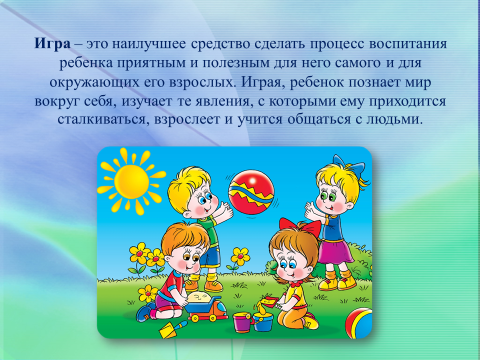 Игра – это наилучшее средство сделать процесс воспитания
ребенка приятным и полезным для него самого и для
окружающих его взрослых. Играя, ребенок познает мир
вокруг себя, изучает те явления, с которыми ему приходится
сталкиваться, взрослеет и учится общаться с людьми.